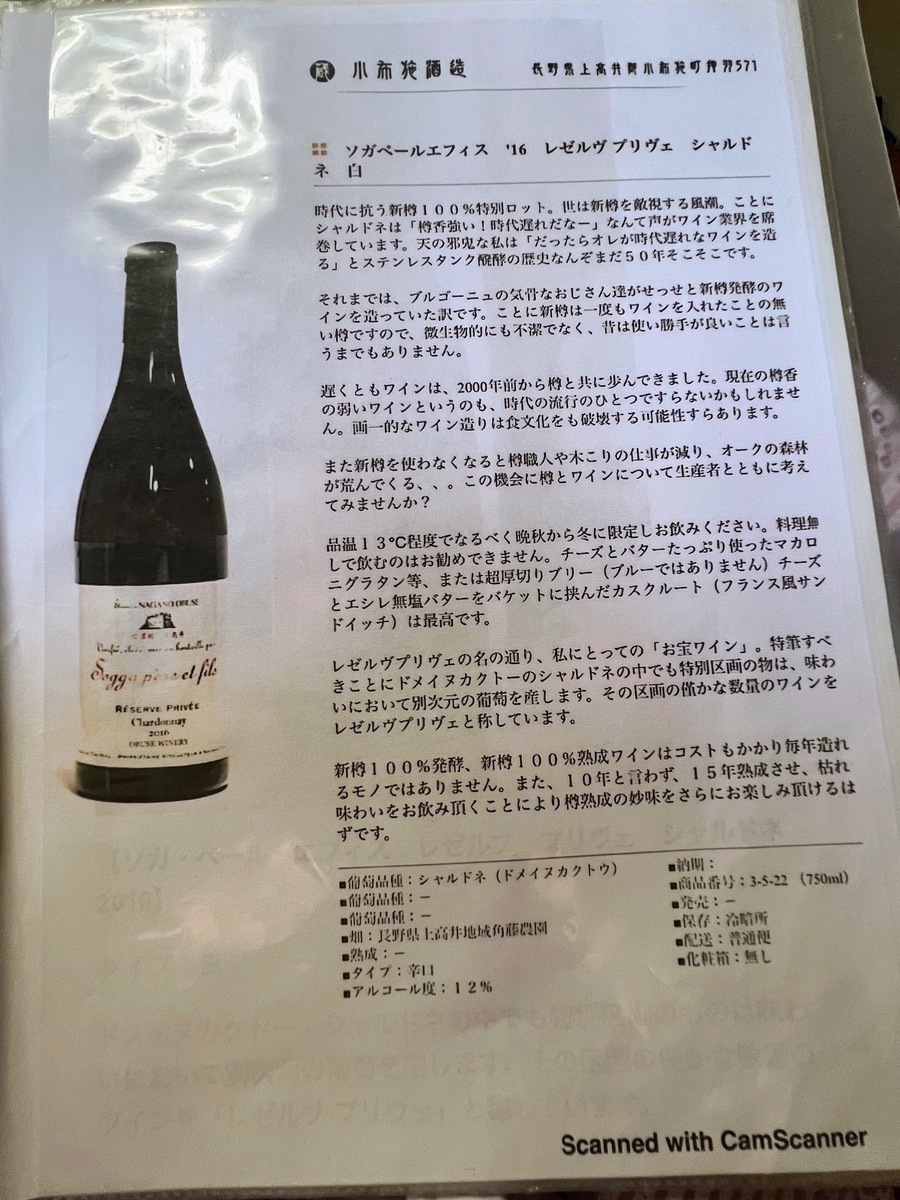 蔵 小布施酒造 長野県上高井郡小布施町押羽571
ソガペールエフィス '16 レゼルヴ プリヴェ シャルド
ネ 白
時代に抗う新樽１００％特別ロット。世は新樽を敵視する風潮。ことに
シャルドネは「樽香強い！時代遅れだなー」なんて声がワイン業界を席
巻しています。天の邪鬼な私は「だったらオレが時代遅れなワインを造
る」とステンレスタンク醗酵の歴史なんぞまだ５０年そこそこです。
それまでは、ブルゴーニュの気骨なおじさん達がせっせと新樽発酵のワ
インを造っていた訳です。ことに新樽は一度もワインを入れたことの無
い樽ですので、微生物的にも不潔でなく、昔は使い勝手が良いことは言
うまでもありません。
遅くともワインは、2000年前から樽と共に歩んできました。現在の樽香
の弱いワインというのも、時代の流行のひとつですらないかもしれませ
ん。画一的なワイン造りは食文化をも破壊する可能性すらあります。
また新樽を使わなくなると樽職人や木こりの仕事が減り、オークの森林
が荒んでくる、、。この機会に樽とワインについて生産者とともに考え
てみませんか？
品温１３℃程度でなるべく晩秋から冬に限定しお飲みください。料理無
しで飲むのはお勧めできません。チーズとバターたっぷり使ったマカロ
ニグラタン等、または超厚切りブリー（ブルーではありません）チーズ
とエシレ無塩バターをバケットに挟んだカスクルート（フランス風サン
ドイッチ）は最高です。
レゼルヴプリヴェの名の通り、私にとっての「お宝ワイン」。特筆すべ
きことにドメイヌカクトーのシャルドネの中でも特別区画の物は、味わ
いにおいて別次元の葡萄を産します。その区画の僅かな数量のワインを
レゼルヴプリヴェと称しています。
新樽１００％発酵、新樽１００％熟成ワインはコストもかかり毎年造れ
るモノではありません。また、１０年と言わず、１５年熟成させ、枯れ
味わいをお飲み頂くことにより樽熟成の妙味をさらにお楽しみ頂けるは
ずです。
■葡萄品種：シャルドネ（ドメイヌカクトウ）
■葡萄品種：－
■葡萄品種：－
■畑：長野県上高井地域角藤農園
■熟成：－
■タイプ：辛口
■アルコール度：１２％
■納期：
■商品番号：3-5-22 （750ml）
■発売：－
■保存：冷暗所
■配送：普通便
■化粧箱：無し
NAGANO OBUSE
Sogga père et fils
RÉSERVE PRIVÉE
Chardonnay
2016
OBUSE WINERY
Scanned with CamScanner